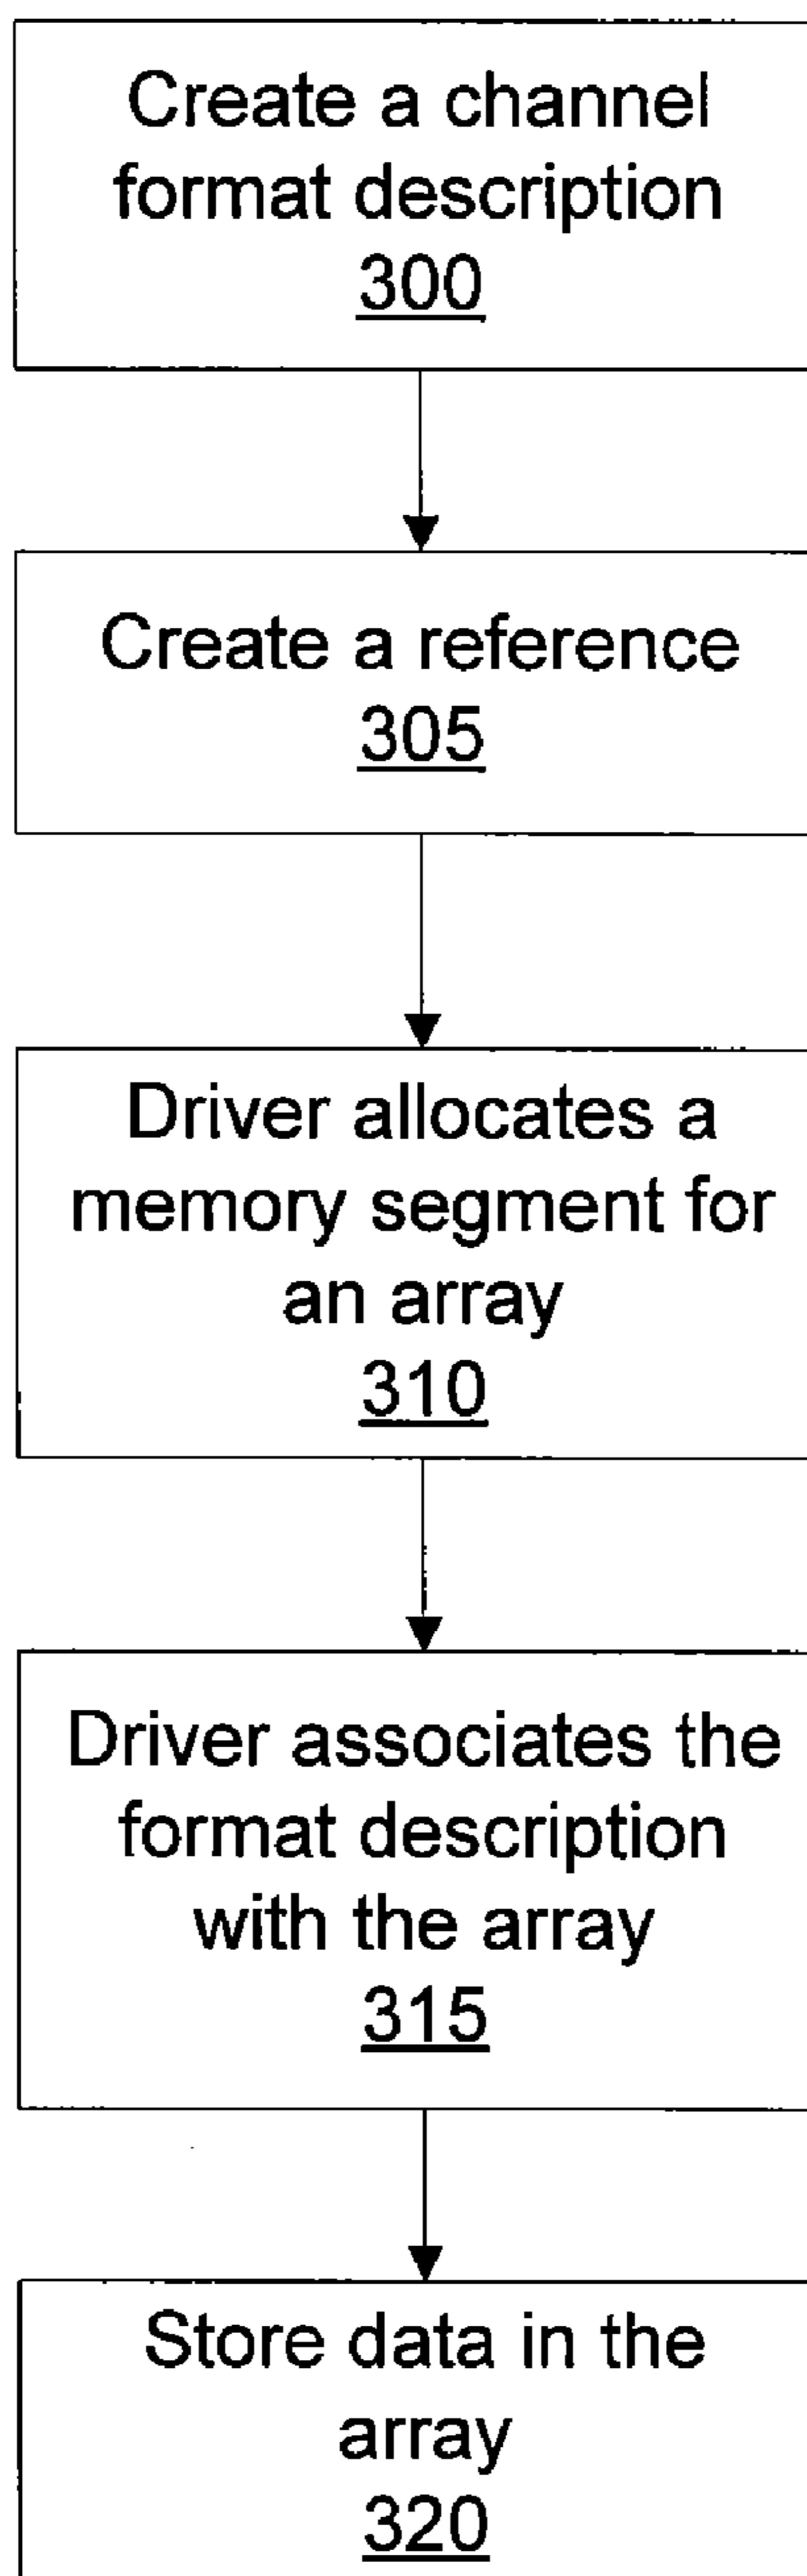 Create a channel
format description
300
Create a reference
305
Driver allocates a
memory segment for
an array
310
Driver associates the
format description
with the array
315
Store data in the
array
320